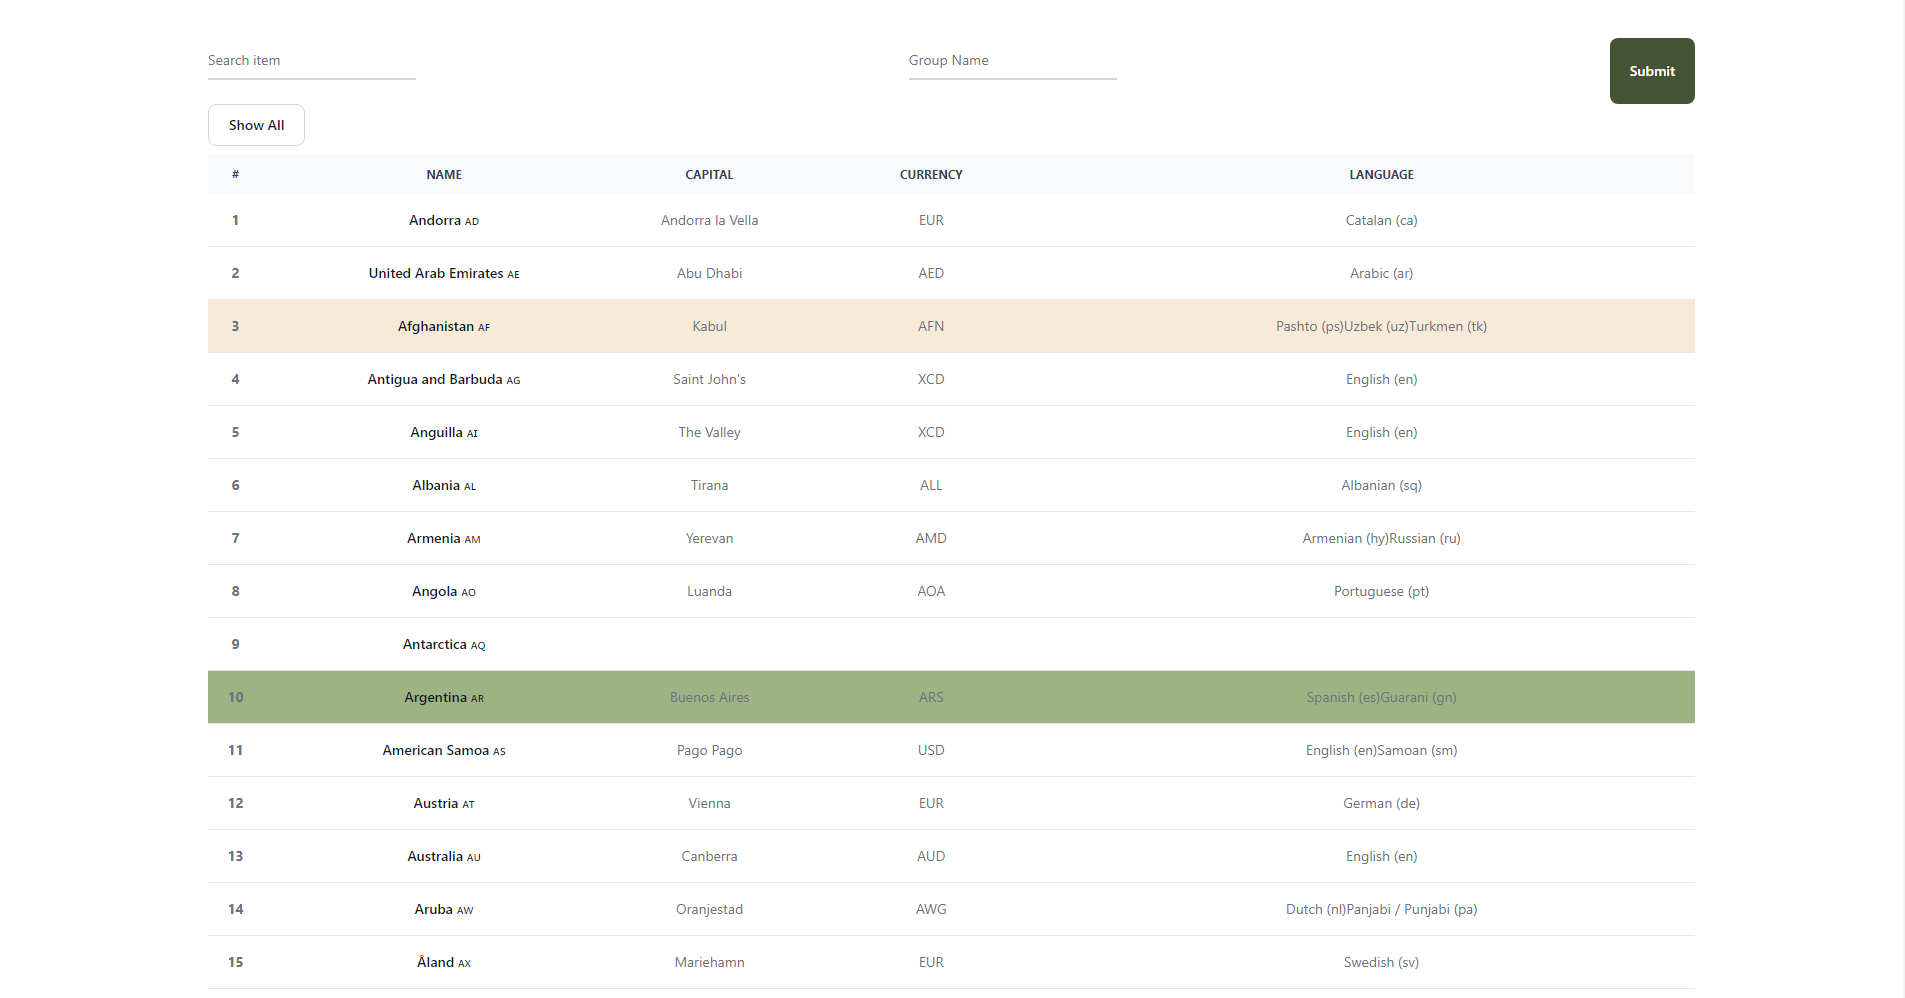 Search item
Group Name
Submit
Show All
# NAME CAPITAL CURRENCY LANGUAGE
1 Andorra AD Andorra la Vella EUR Catalan (ca)
2 United Arab Emirates AE Abu Dhabi AED Arabic (ar)
3 Afghanistan AF Kabul AFN Pashto (ps)Uzbek (uz)Turkmen (tk)
4 Antigua and Barbuda AG Saint John's XCD English (en)
5 Anguilla AI The Valley XCD English (en)
6 Albania AL Tirana ALL Albanian (sq)
7 Armenia AM Yerevan AMD Armenian (hy)Russian (ru)
8 Angola AO Luanda AOA Portuguese (pt)
9 Antarctica AQ
10 Argentina AR Buenos Aires ARS Spanish (es)Guarani (gn)
11 American Samoa AS Pago Pago USD English (en)Samoan (sm)
12 Austria AT Vienna EUR German (de)
13 Australia AU Canberra AUD English (en)
14 Aruba AW Oranjestad AWG Dutch (nl)Panjabi / Punjabi (pa)
15 Åland AX Mariehamn EUR Swedish (sv)